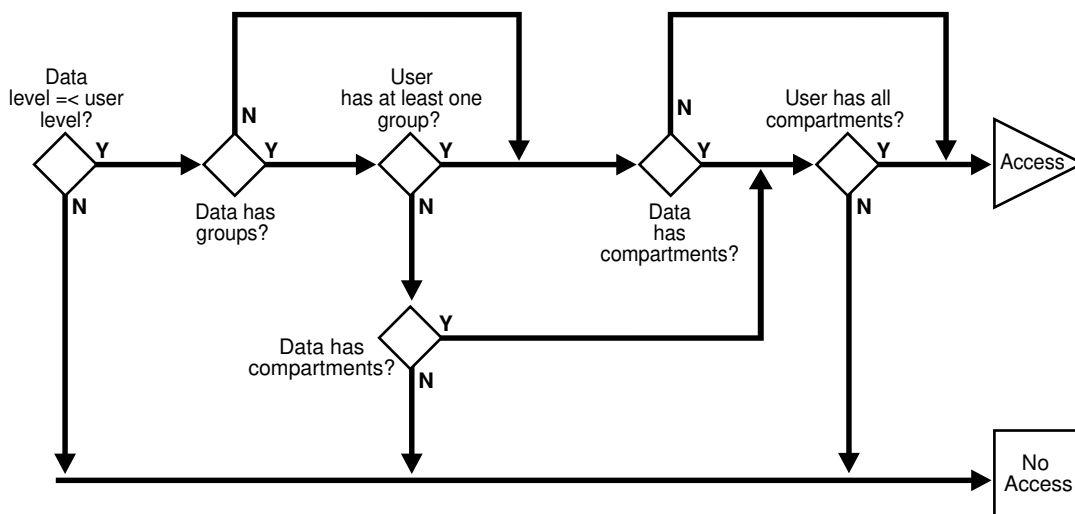 Data
level =< user
level?
Y
N
N
Y
Data has
groups?
User
has at least one
group?
Y
N
Data has
compartments?
Y
N
N
Y
Data
has
compartments?
User has all
compartments?
Y
N
Access
No
Access